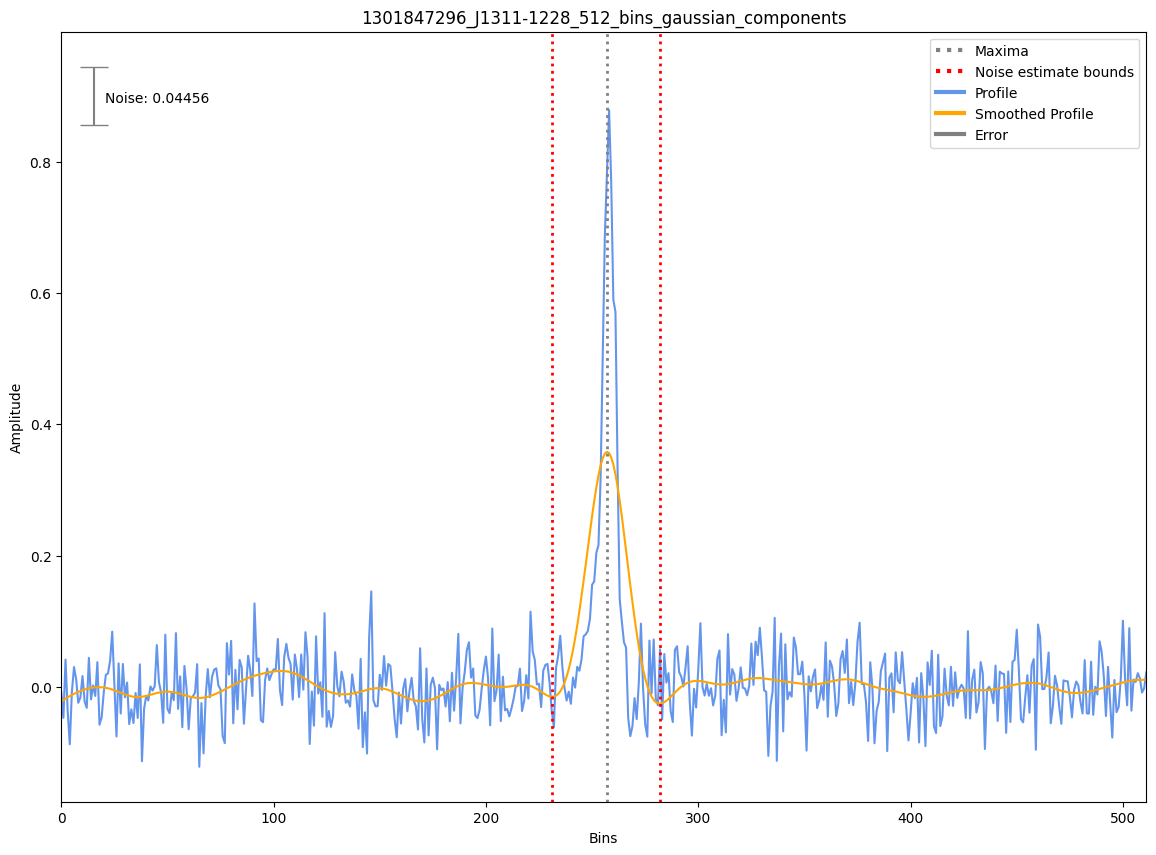 1301847296_J1311-1228_512_bins_gaussian_components
Maxima
Noise estimate bounds
Profile
Smoothed Profile
Error
Noise: 0.04456
0.8
0.6
0.4
0.2
0.0
Amplitude
0
100
200
300
400
500
Bins